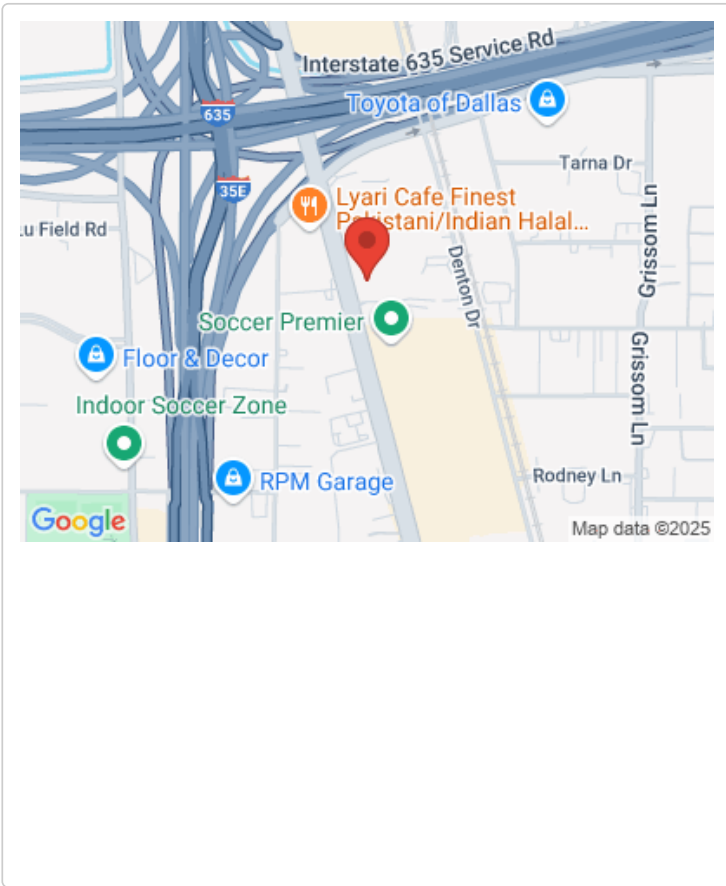 Interstate 635 Service Rd
635
Toyota of Dallas
Tarna Dr
35E
Lyari Cafe Finest
Pakistani/Indian Halal...
u Field Rd
Grissom Ln
Denton Dr
Soccer Premier
Floor & Decor
Grissom Ln
Indoor Soccer Zone
RPM Garage
Rodney Ln
Google
Map data ©2025